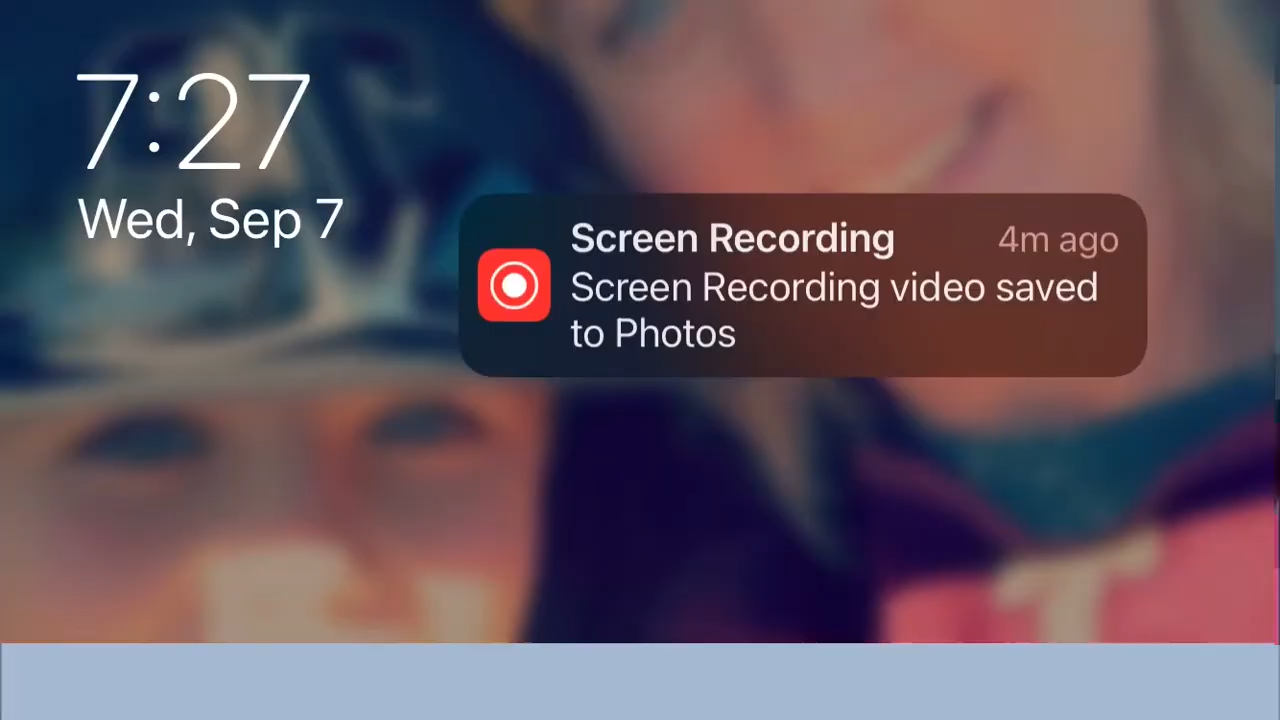 7:27
Wed, Sep 7
Screen Recording
4m ago
Screen Recording video saved
to Photos